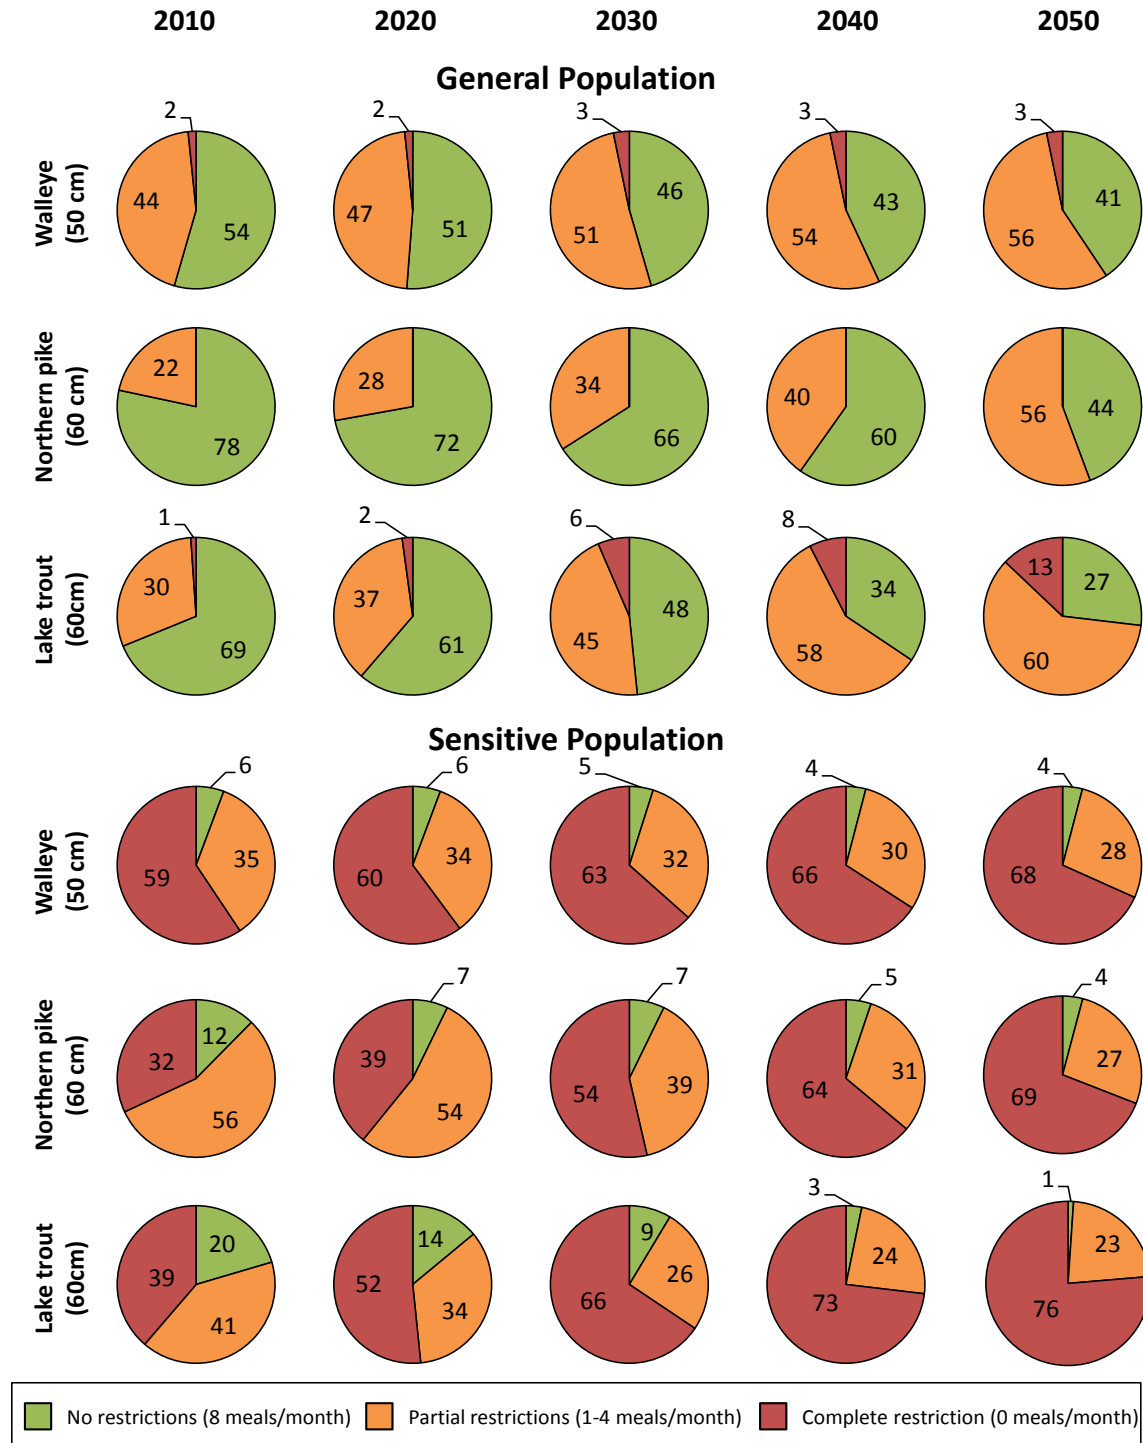 2010 2020 2030 2040 2050
General Population
Walleye
(50 cm)
2 2 3 3 3
44 54 47 51 51 46 54 43 56 41
Northern pike
(60 cm)
22 78 28 72 34 66 40 60 56 44
Lake trout
(60cm)
1 2 6 8 13
30 69 37 61 45 48 58 34 60 27
Sensitive Population
Walleye
(50 cm)
6 6 5 4 4
59 35 60 34 63 32 66 30 68 28
Northern pike
(60 cm)
12 7 7 5 4
32 56 39 54 54 39 64 31 69 27
Lake trout
(60cm)
20 14 9 3 1
39 41 52 34 66 26 73 24 76 23
No restrictions (8 meals/month) Partial restrictions (1-4 meals/month) Complete restriction (0 meals/month)